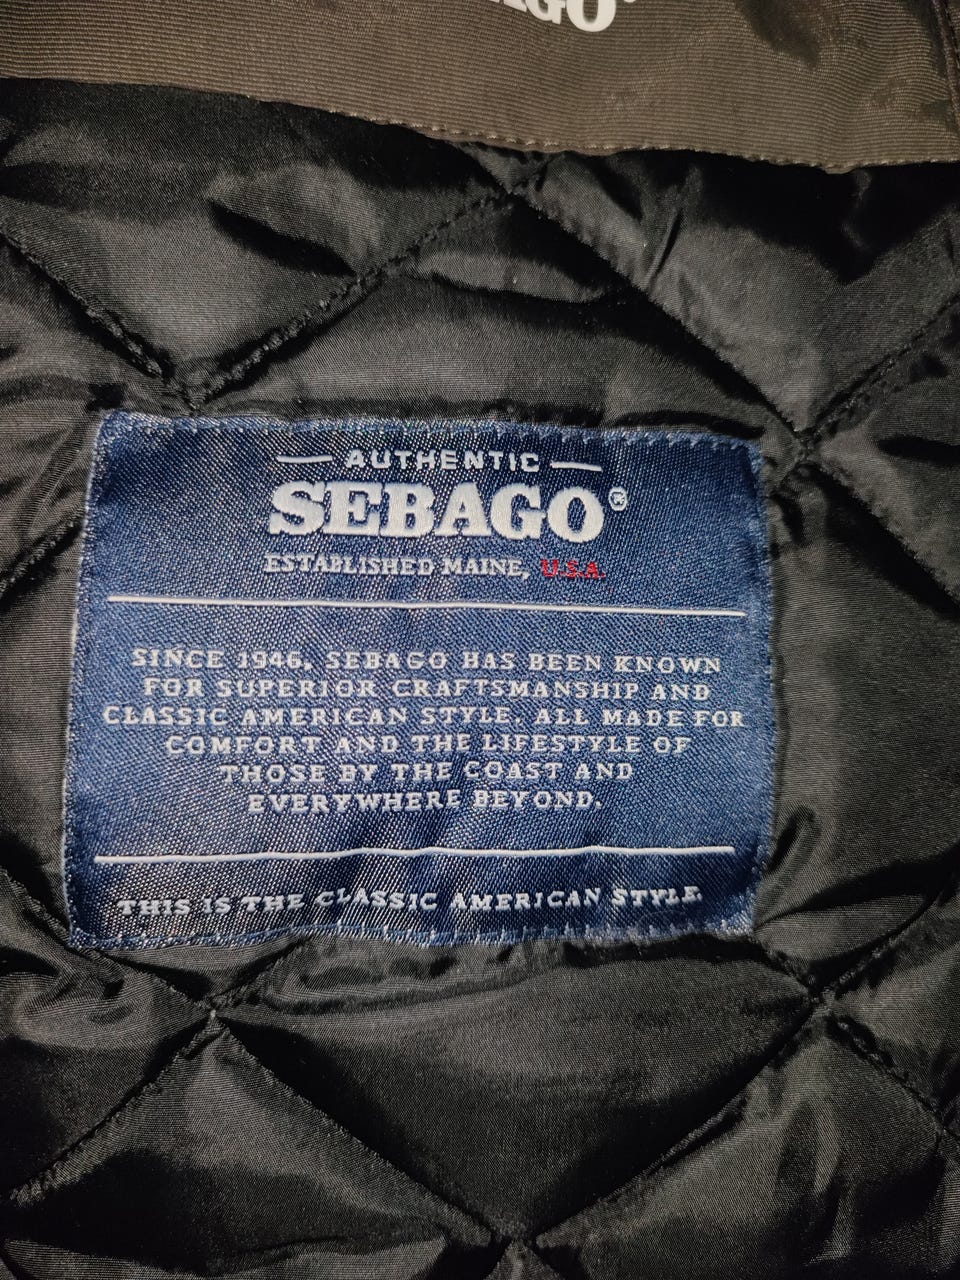 AUTHENTIC
SEBAGO®
ESTABLISHED MAINE, U.S.A.
SINCE 1946, SEBAGO HAS BEEN KNOWN
FOR SUPERIOR CRAFTSMANSHIP AND
CLASSIC AMERICAN STYLE. ALL MADE FOR
COMFORT AND THE LIFESTYLE OF
THOSE BY THE COAST AND
EVERYWHERE BEYOND.
THIS IS THE CLASSIC AMERICAN STYLE.